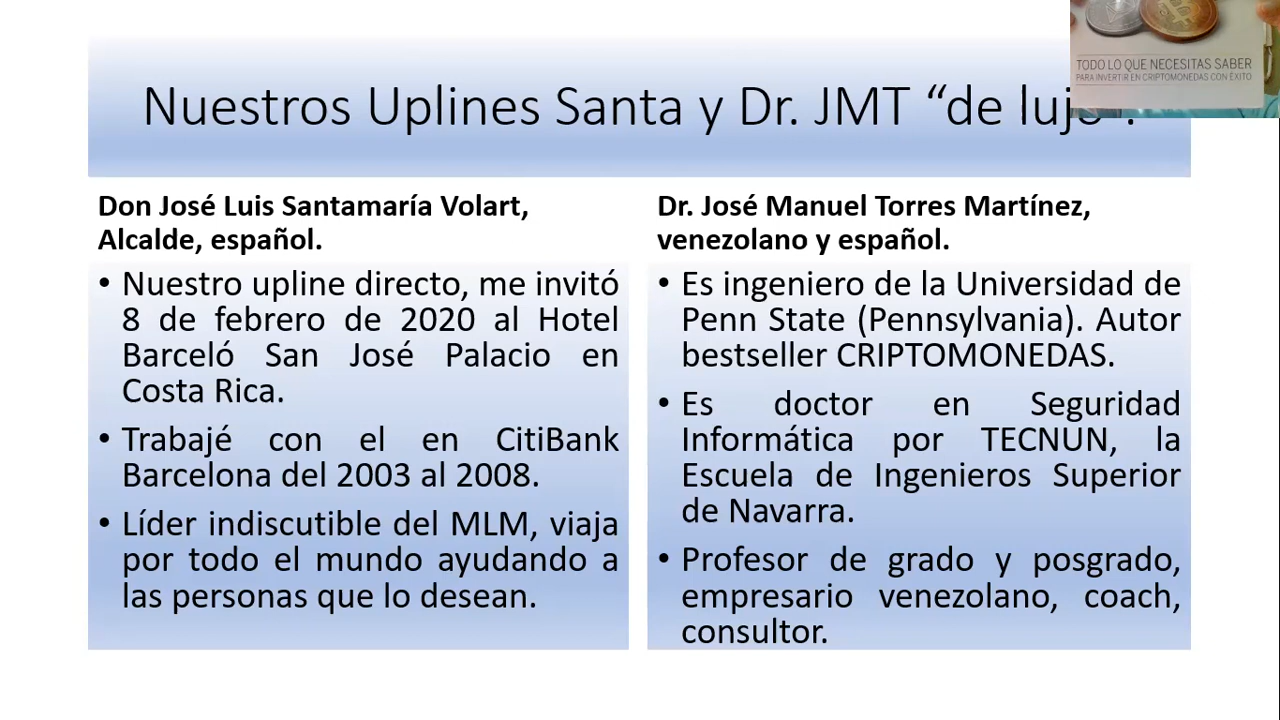 TODO LO QUE NECESITAS SABER
PARA INVERTIR EN CRIPTOMONEDAS CON ÉXITO
Nuestros Uplines Santa y Dr. JMT “de lujo”.
Don José Luis Santamaría Volart,
Alcalde, español.
• Nuestro upline directo, me invitó
8 de febrero de 2020 al Hotel
Barceló San José Palacio en
Costa Rica.
• Trabajé con el en CitiBank
Barcelona del 2003 al 2008.
• Líder indiscutible del MLM, viaja
por todo el mundo ayudando a
las personas que lo desean.
Dr. José Manuel Torres Martínez,
venezolano y español.
• Es ingeniero de la Universidad de
Penn State (Pennsylvania). Autor
bestseller CRIPTOMONEDAS.
• Es doctor en Seguridad
Informática por TECNUN, la
Escuela de Ingenieros Superior
de Navarra.
• Profesor de grado y posgrado,
empresario venezolano, coach,
consultor.